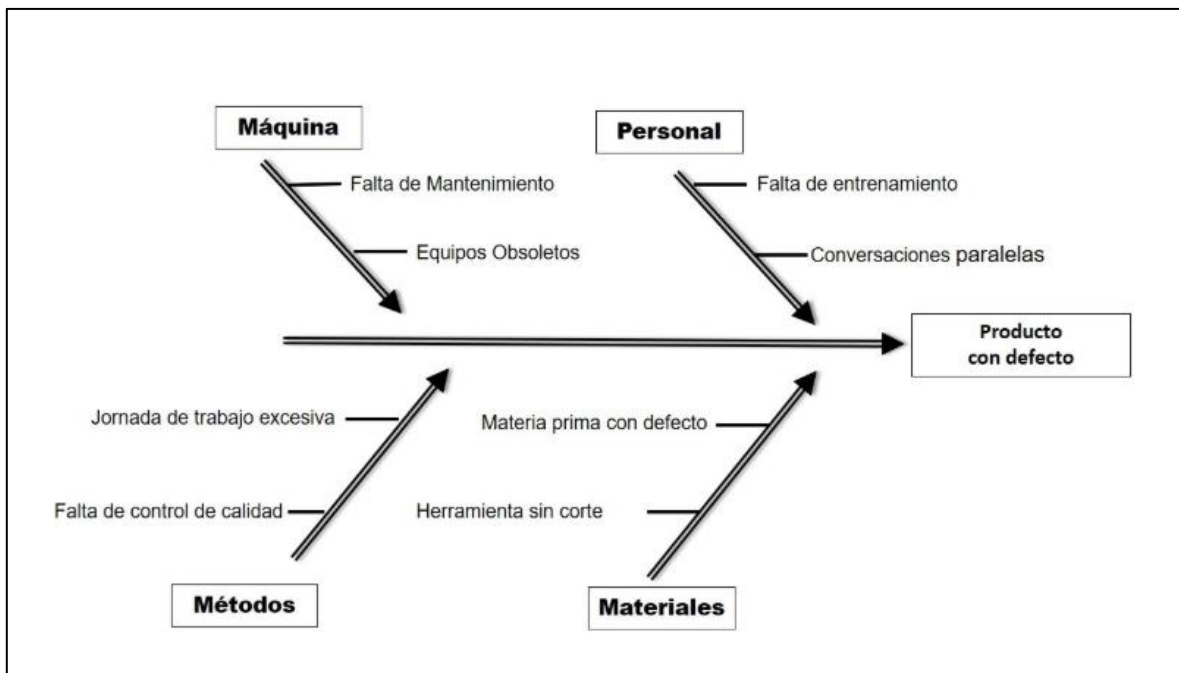 Máquina
Personal
Falta de Mantenimiento
Falta de entrenamiento
Equipos Obsoletos
Conversaciones paralelas
Producto
con defecto
Jornada de trabajo excesiva
Materia prima con defecto
Falta de control de calidad
Herramienta sin corte
Métodos
Materiales